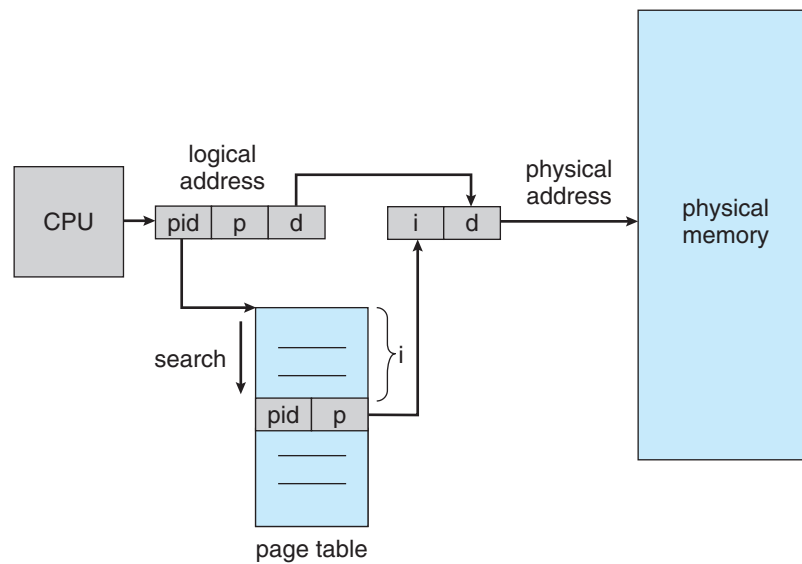 logical
address
physical
address
CPU
pid p d
i d
physical
memory
search
i
pid p
page table